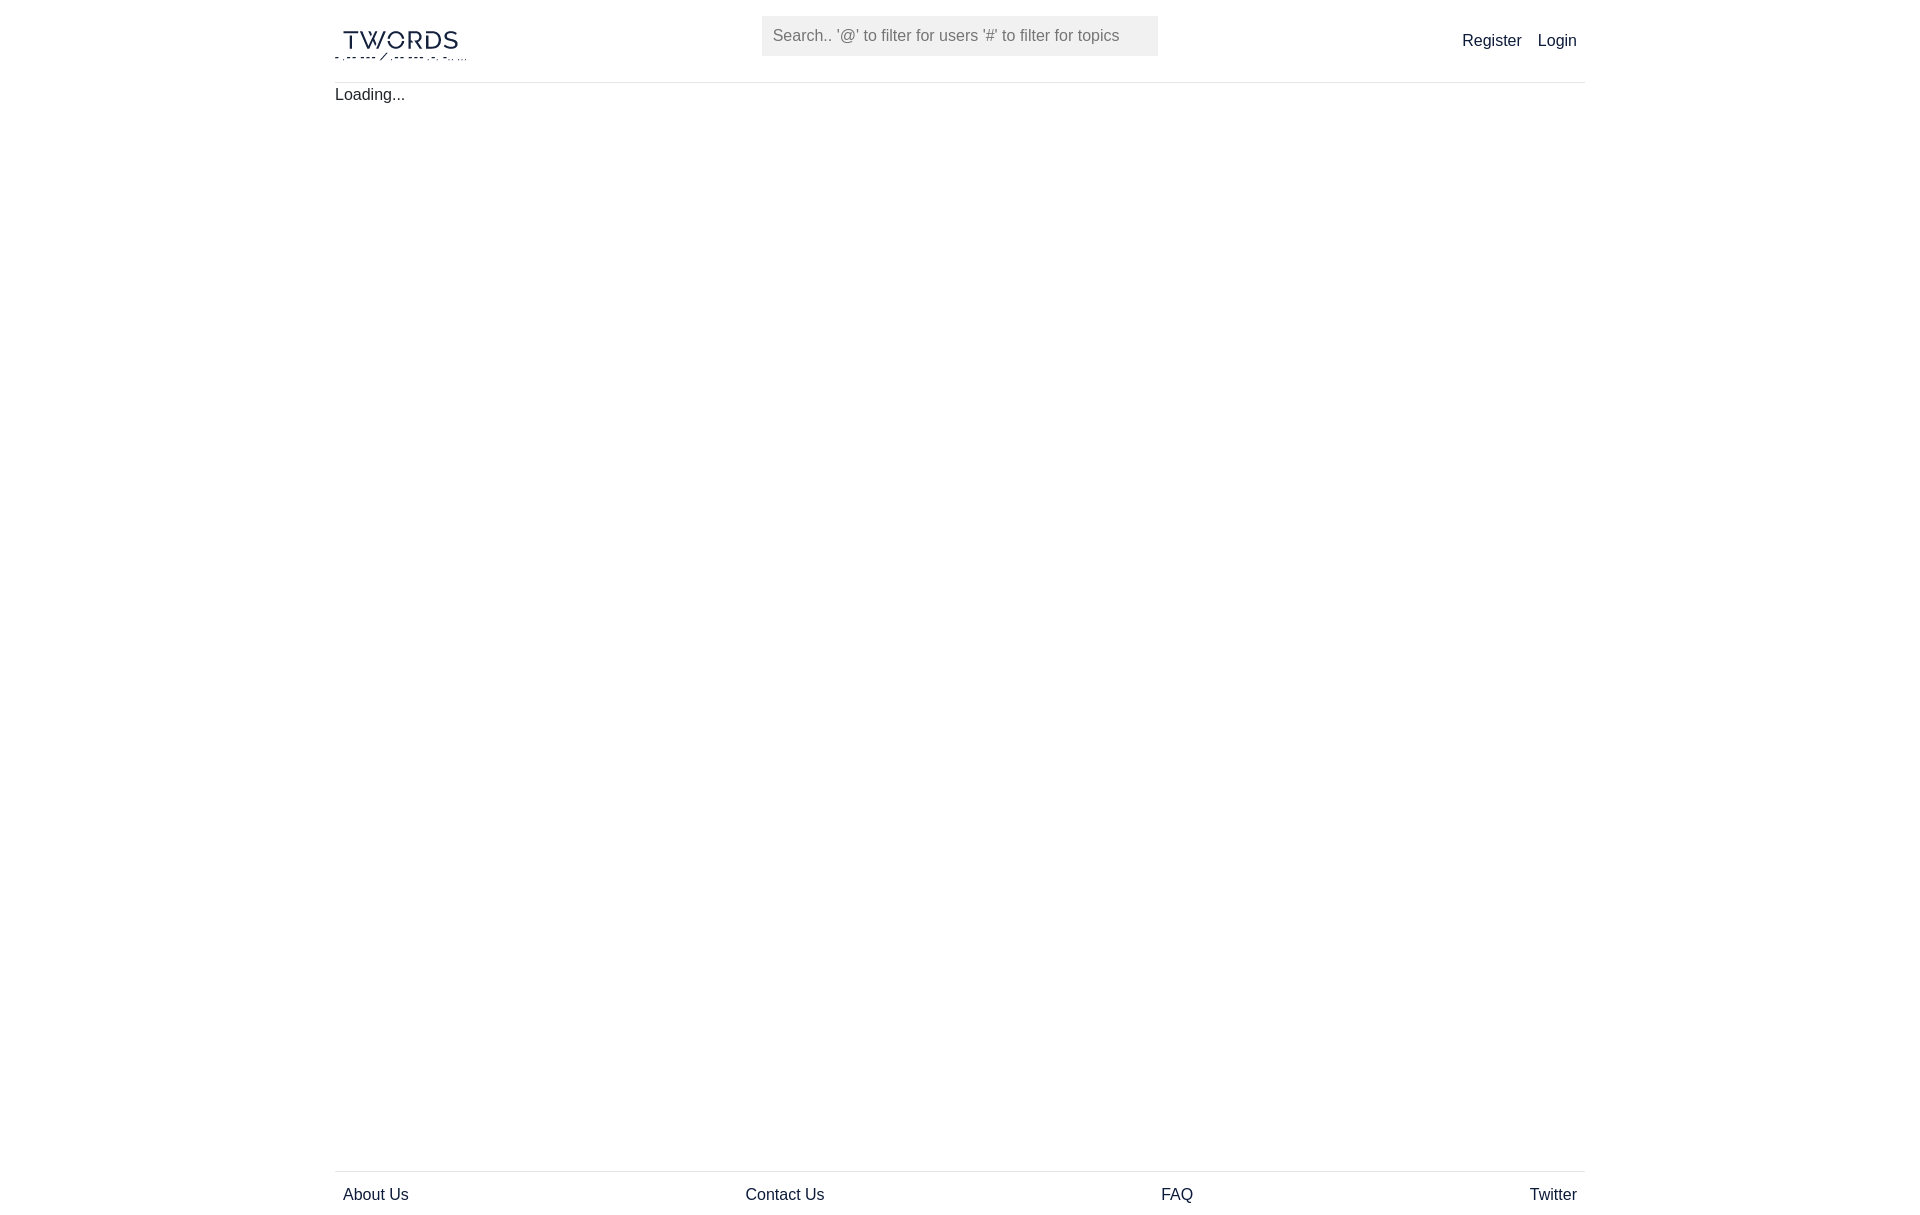 TWORDS
- .-- --- / .-- --- .-. -.. ...
Search.. '@' to filter for users '#' to filter for topics
Register Login
Loading...
About Us Contact Us FAQ Twitter